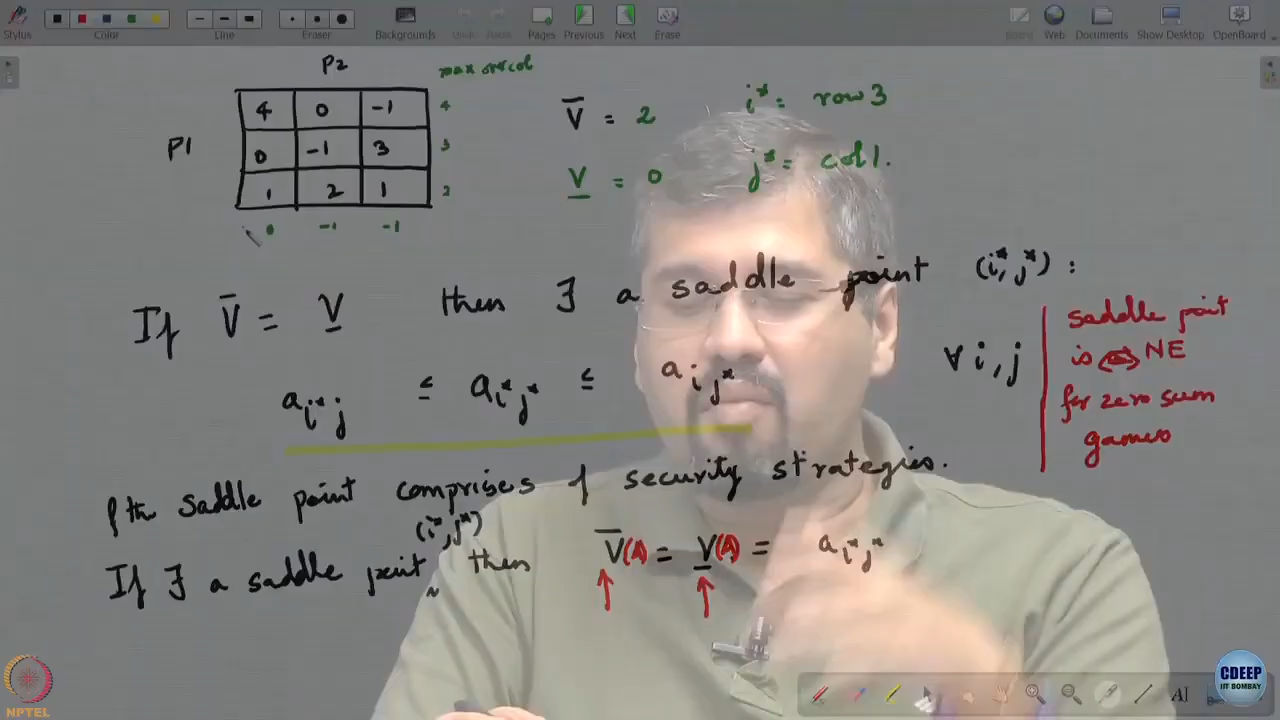 Stylus
Color
Line
Eraser
Backgrounds
Undo
Redo
Pages
Previous
Next
Erase
Board
Web
Documents
Show Desktop
OpenBoard
P2
max over col
P1
4 0 -1 4
0 -1 3 3
1 2 1 2
0 -1 -1
V̅ = 2 i* = row 3
V̲ = 0 j* = col 1.
If V̅ = V̲ then ∃ a saddle point (i*, j*) :
a_{i*j} ≤ a_{i*j*} ≤ a_{ij*} ∀ i, j
saddle point
is NE
for zero sum
games
& the saddle point comprises of security strategies.
(i*, j*)
If ∃ a saddle point then V̅(A) = V̲(A) = a_{i*j*}
NPTEL
CDEEP
IIT BOMBAY